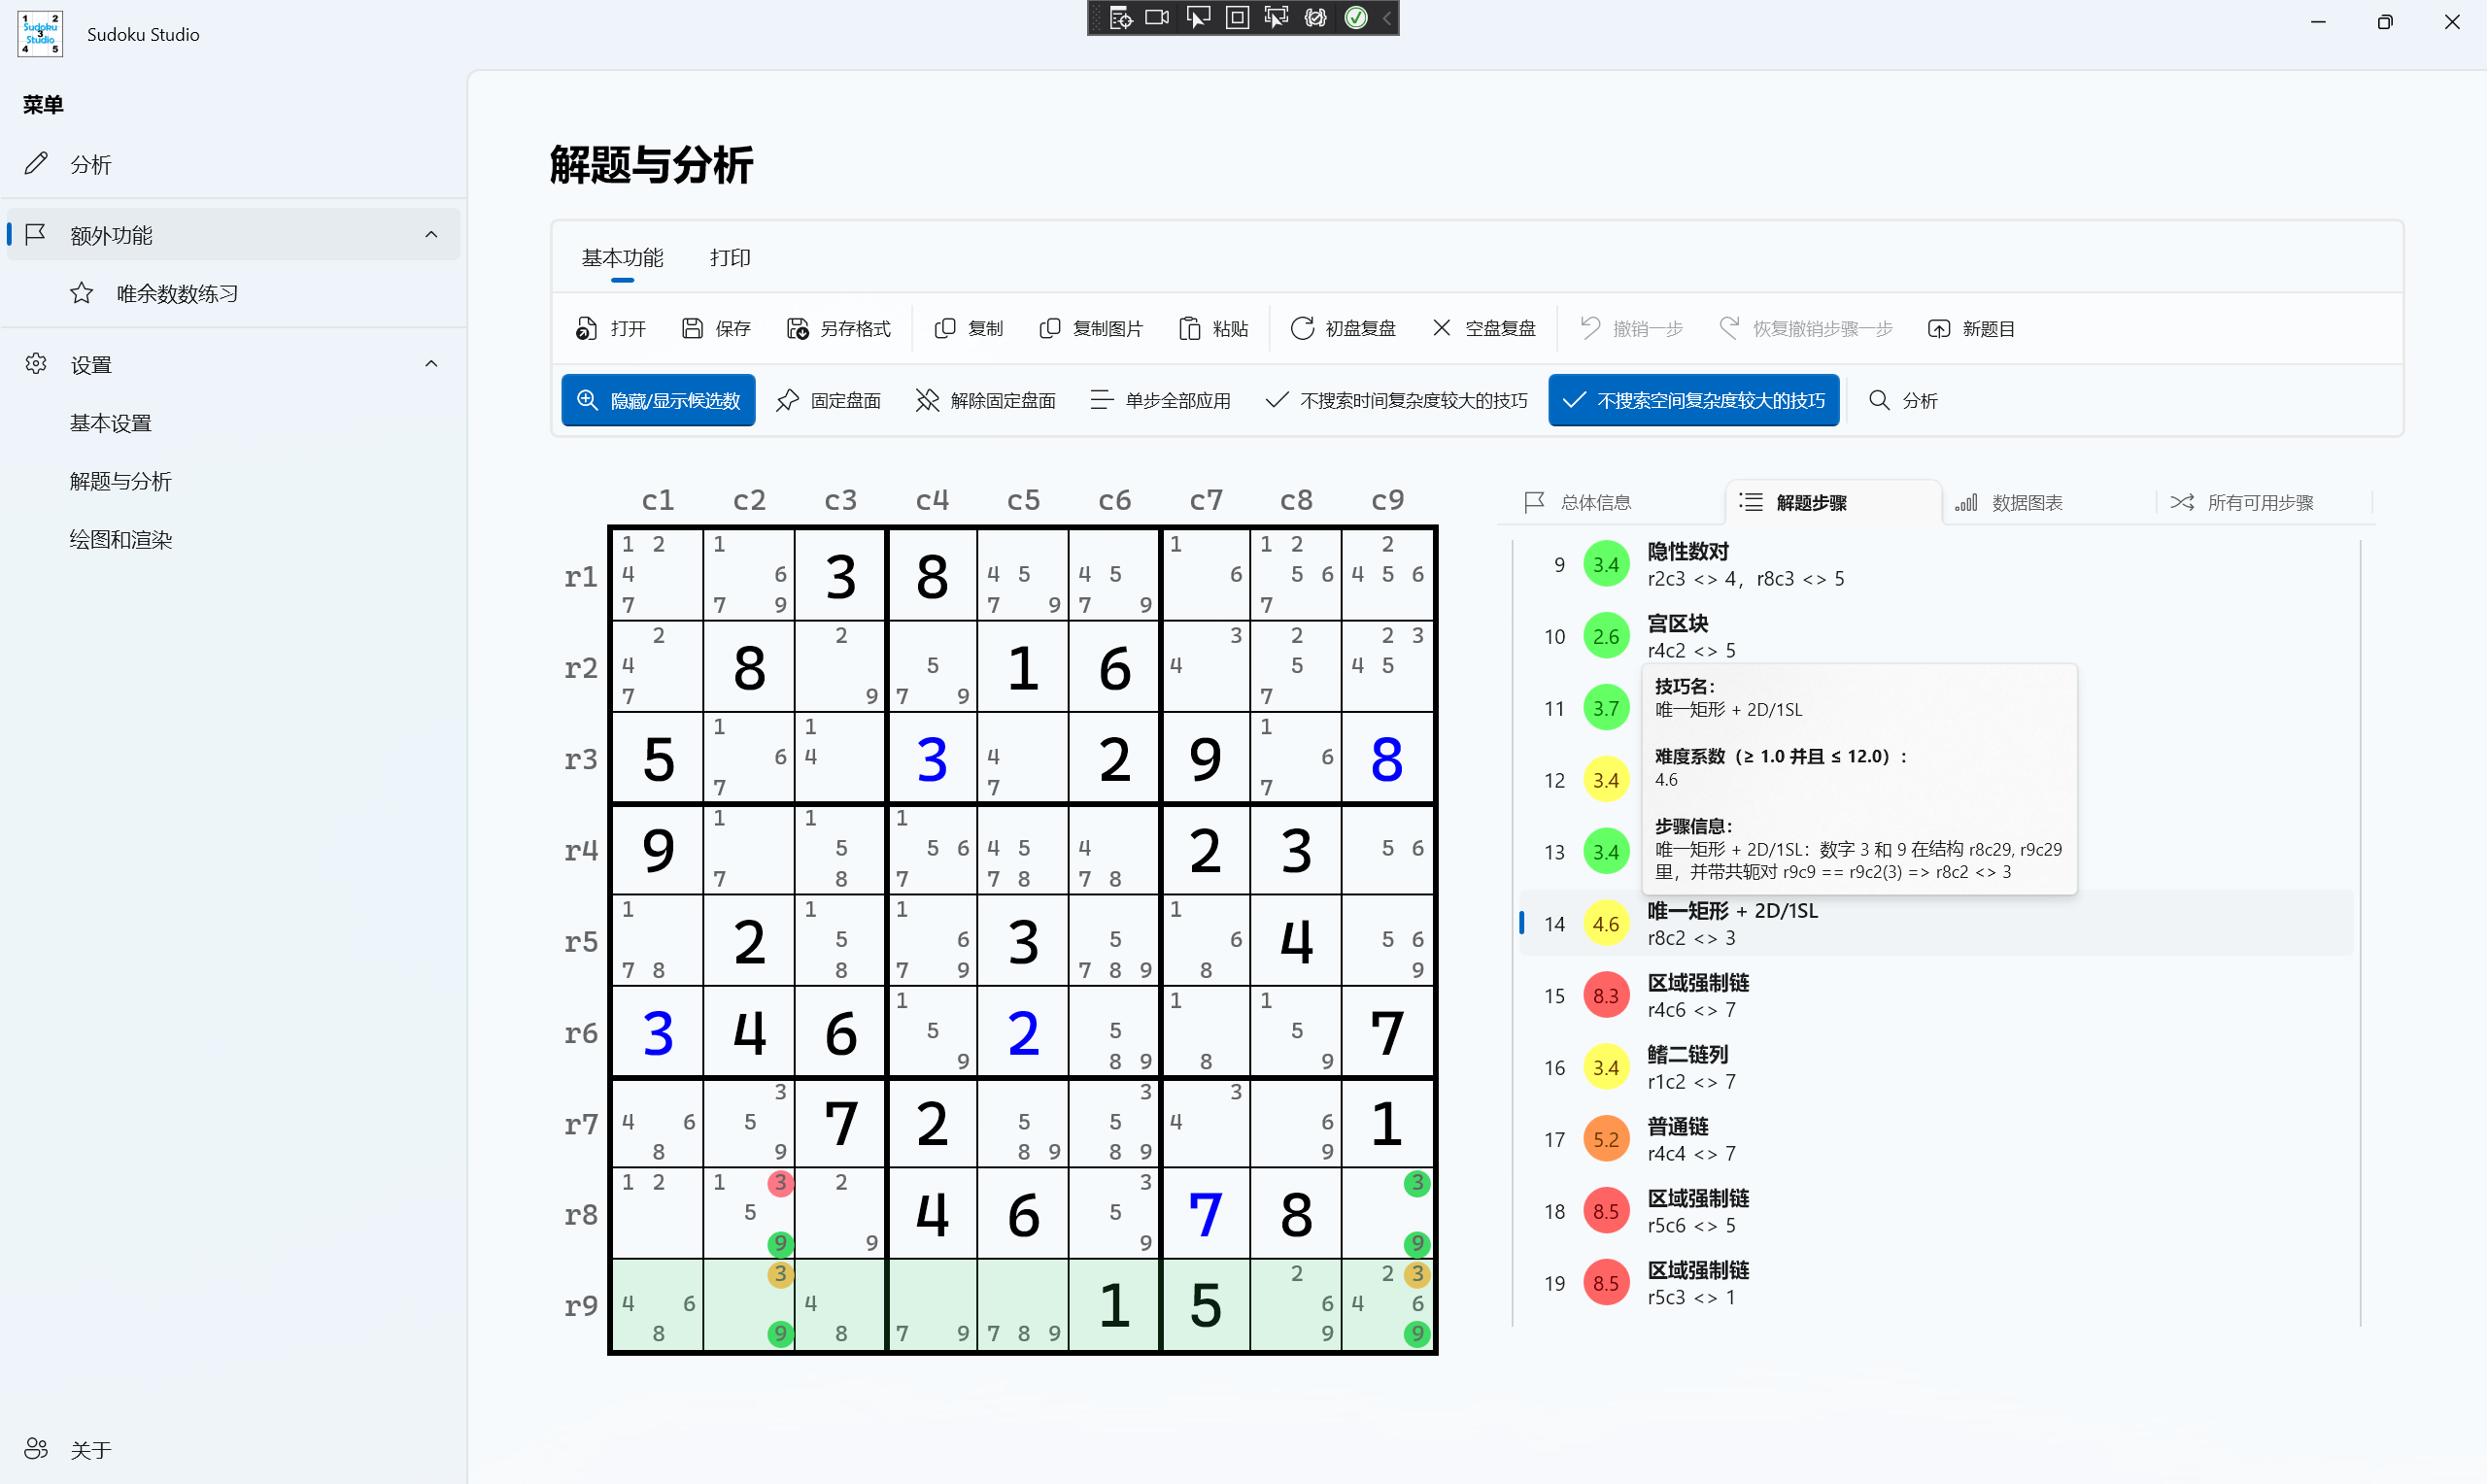 1 2
Sudoku
3
Studio
4 5
Sudoku Studio
菜单
分析
额外功能
唯余数数练习
设置
基本设置
解题与分析
绘图和渲染
关于
解题与分析
基本功能 打印
打开 保存 另存格式 复制 复制图片 粘贴 初盘复盘 空盘复盘 撤销一步 恢复撤销步骤一步 新题目
隐藏/显示候选数 固定盘面 解除固定盘面 单步全部应用 不搜索时间复杂度较大的技巧 不搜索空间复杂度较大的技巧 分析
c1 c2 c3 c4 c5 c6 c7 c8 c9
1 2 1 1 1 2 2
r1 4 6 3 8 4 5 4 5 6 5 6 4 5 6
7 7 9 7 9 7 9 7
2 2 3 2 2 3
r2 4 8 5 1 6 4 5 4 5
7 9 7 9 7
1 1 1
r3 5 6 4 3 4 2 9 6 8
7 7 7
1 1 1
r4 9 5 5 6 4 5 4 2 3 5 6
7 8 7 7 8 7 8
1 1 1 1
r5 2 5 6 3 5 6 4 5 6
7 8 8 7 9 7 8 9 8 9
1 1 1
r6 3 4 6 5 2 5 5 7
9 8 9 8 9
3 3 3
r7 4 6 5 7 2 5 5 4 6 1
8 9 8 9 8 9 9
1 2 1 3 2 3 3
r8 5 4 6 5 7 8
9 9 9 9
3 2 2 3
r9 4 6 4 1 5 6 4 6
8 9 8 7 9 7 8 9 9 9
总体信息 解题步骤 数据图表 所有可用步骤
9 3.4 隐性数对
r2c3 <> 4，r8c3 <> 5
10 2.6 宫区块
r4c2 <> 5
11 3.7
12 3.4
13 3.4
技巧名：
唯一矩形 + 2D/1SL
难度系数（≥ 1.0 并且 ≤ 12.0）：
4.6
步骤信息：
唯一矩形 + 2D/1SL：数字 3 和 9 在结构 r8c29, r9c29
里，并带共轭对 r9c9 == r9c2(3) => r8c2 <> 3
14 4.6 唯一矩形 + 2D/1SL
r8c2 <> 3
15 8.3 区域强制链
r4c6 <> 7
16 3.4 鳍二链列
r1c2 <> 7
17 5.2 普通链
r4c4 <> 7
18 8.5 区域强制链
r5c6 <> 5
19 8.5 区域强制链
r5c3 <> 1